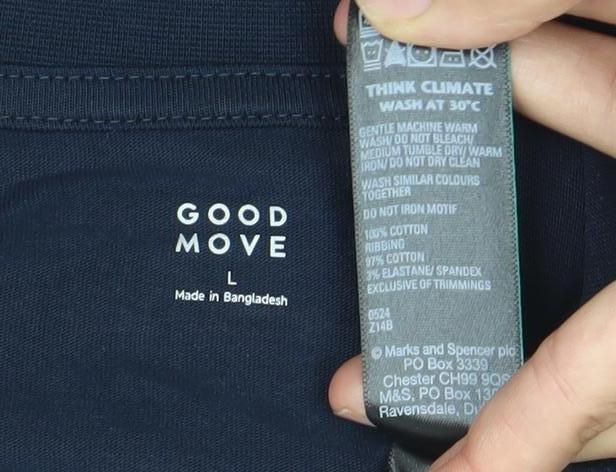 GOOD
MOVE
L
Made in Bangladesh
THINK CLIMATE
WASH AT 30°C
GENTLE MACHINE WARM
WASH/ DO NOT BLEACH/
MEDIUM TUMBLE DRY/ WARM
IRON/ DO NOT DRY CLEAN
WASH SIMILAR COLOURS
TOGETHER
DO NOT IRON MOTIF
100% COTTON
RIBBING
97% COTTON
3% ELASTANE/ SPANDEX
EXCLUSIVE OF TRIMMINGS
0524
Z14B
© Marks and Spencer plc
PO Box 3339
Chester CH99
M&S, PO Box
Ravensdale,